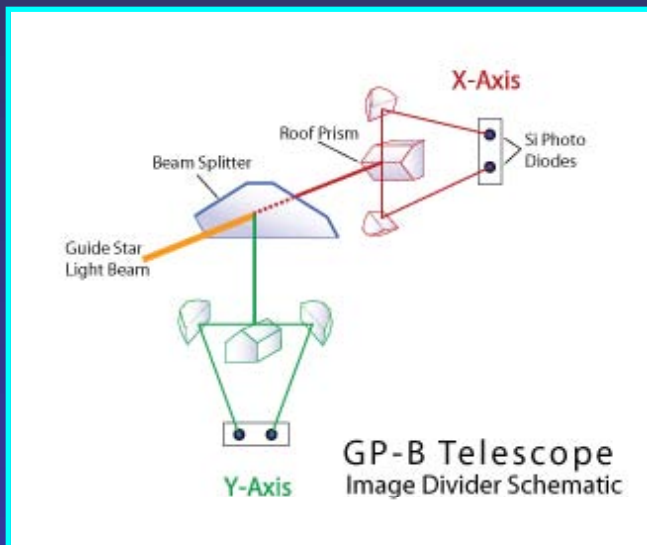 X-Axis
Roof Prism
Si Photo
Diodes
Beam Splitter
Guide Star
Light Beam
GP-B Telescope
Image Divider Schematic
Y-Axis